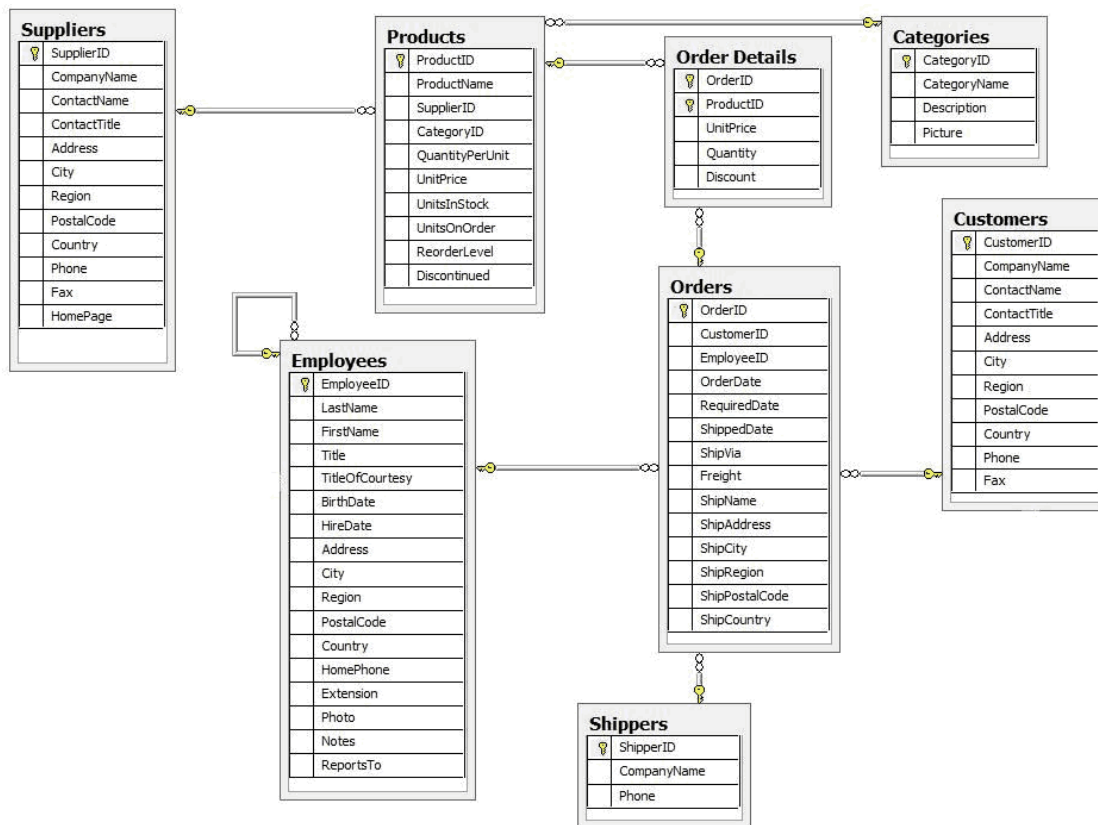 Suppliers
SupplierID
CompanyName
ContactName
ContactTitle
Address
City
Region
PostalCode
Country
Phone
Fax
HomePage
Products
ProductID
ProductName
SupplierID
CategoryID
QuantityPerUnit
UnitPrice
UnitsInStock
UnitsOnOrder
ReorderLevel
Discontinued
Order Details
OrderID
ProductID
UnitPrice
Quantity
Discount
Categories
CategoryID
CategoryName
Description
Picture
Employees
EmployeeID
LastName
FirstName
Title
TitleOfCourtesy
BirthDate
HireDate
Address
City
Region
PostalCode
Country
HomePhone
Extension
Photo
Notes
ReportsTo
Orders
OrderID
CustomerID
EmployeeID
OrderDate
RequiredDate
ShippedDate
ShipVia
Freight
ShipName
ShipAddress
ShipCity
ShipRegion
ShipPostalCode
ShipCountry
Customers
CustomerID
CompanyName
ContactName
ContactTitle
Address
City
Region
PostalCode
Country
Phone
Fax
Shippers
ShipperID
CompanyName
Phone